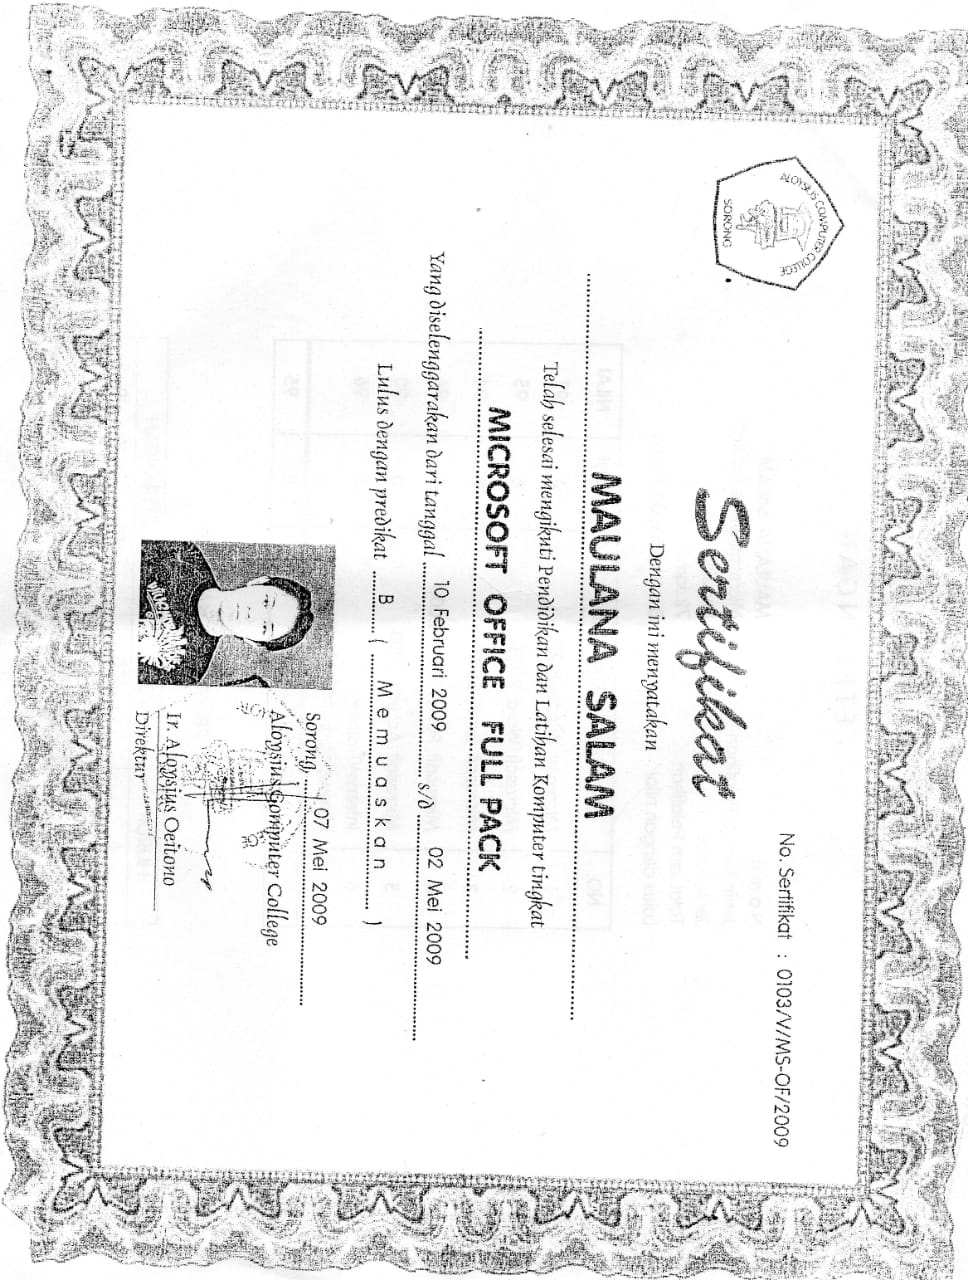 ALOYSIUS COMPUTER COLLEGE
SORONG
No. Sertifikat : 0103/V/MS-OF/2009
Sertifikat
Dengan ini menyatakan
MAULANA SALAM
Telah selesai mengikuti Pendidikan dan Latihan Komputer tingkat
MICROSOFT OFFICE FULL PACK
Yang diselenggarakan dari tanggal 10 Februari 2009 s/d 02 Mei 2009
Lulus dengan predikat B ( Memuaskan )
Sorong, 07 Mei 2009
Aloysius Computer College
Ir. Aloysius Oeitono
Direktur